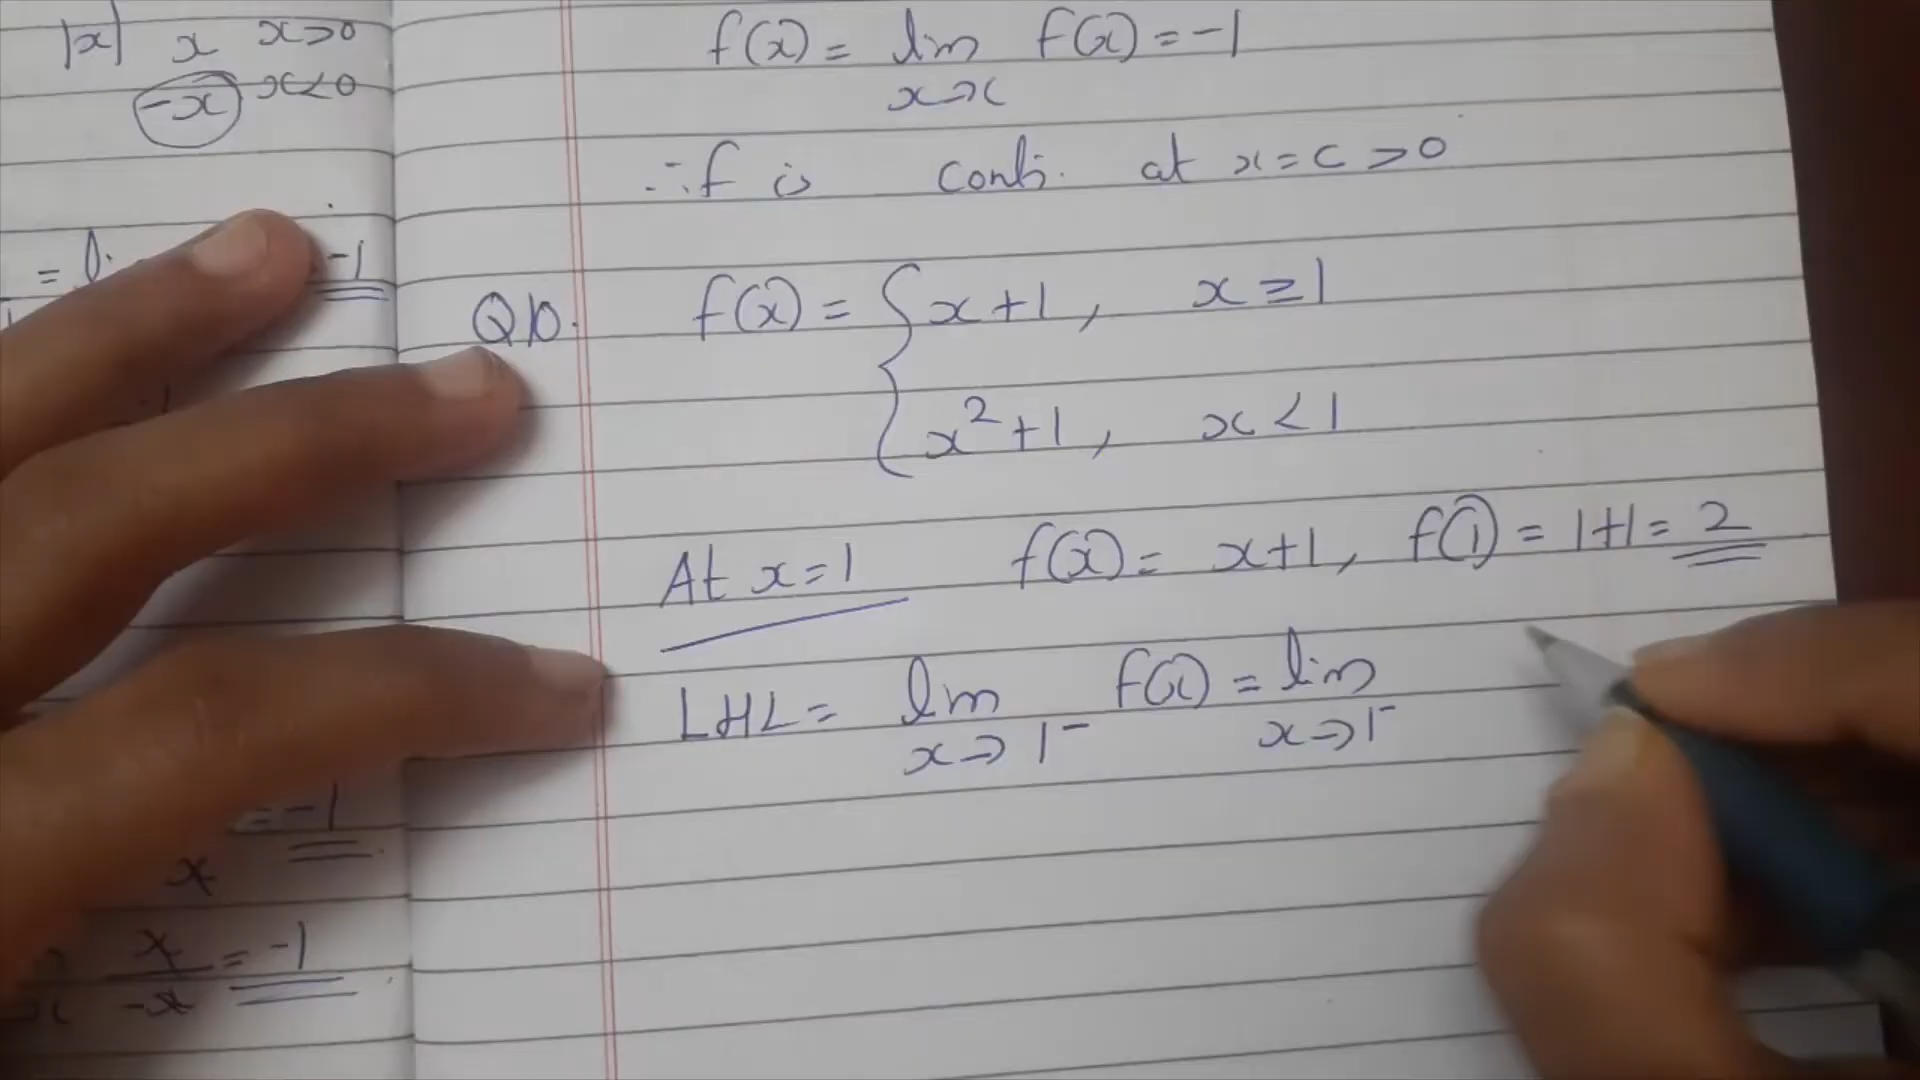 |x| x x>0
-x x<0
= -1
= -1
x
x/-x = -1
f(x) = lim f(x) = -1
x→c
∴ f is conti. at x = c > 0
Q10. f(x) = { x+1, x ≥ 1
x²+1, x < 1
At x=1 f(x) = x+1, f(1) = 1+1 = 2
LHL = lim f(x) = lim
x→1⁻ x→1⁻